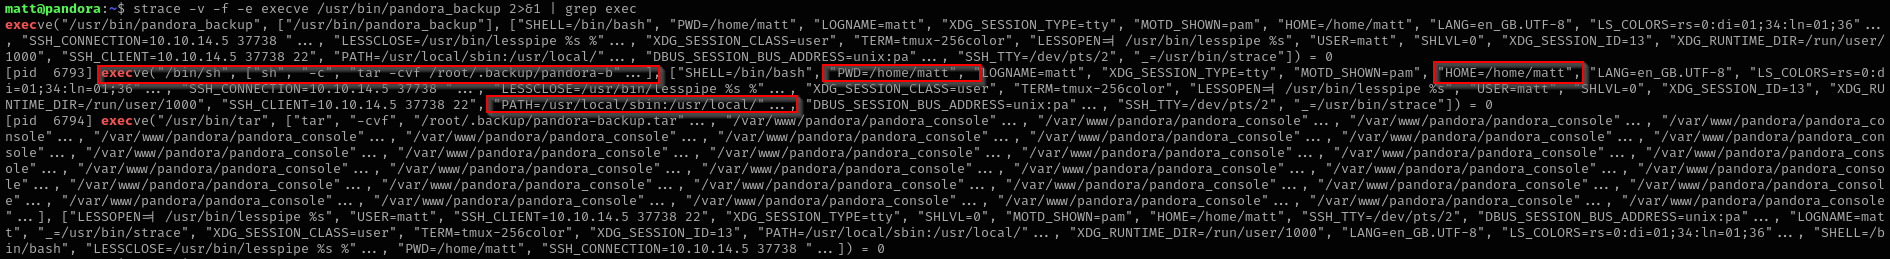 matt@pandora:~$ strace -v -f -e execve /usr/bin/pandora_backup 2>&1 | grep exec
execve("/usr/bin/pandora_backup", ["/usr/bin/pandora_backup"], ["SHELL=/bin/bash", "PWD=/home/matt", "LOGNAME=matt", "XDG_SESSION_TYPE=tty", "MOTD_SHOWN=pam", "HOME=/home/matt", "LANG=en_GB.UTF-8", "LS_COLORS=rs=0:di=01;34:ln=01;36"...
, "SSH_CONNECTION=10.10.14.5 37738 "..., "LESSCLOSE=/usr/bin/lesspipe %s %"..., "XDG_SESSION_CLASS=user", "TERM=tmux-256color", "LESSOPEN=| /usr/bin/lesspipe %s", "USER=matt", "SHLVL=0", "XDG_SESSION_ID=13", "XDG_RUNTIME_DIR=/run/user/
1000", "SSH_CLIENT=10.10.14.5 37738 22", "PATH=/usr/local/sbin:/usr/local/"..., "DBUS_SESSION_BUS_ADDRESS=unix:pa"..., "SSH_TTY=/dev/pts/2", "_=/usr/bin/strace"]) = 0
[pid  6793] execve("/bin/sh", ["sh", "-c", "tar -cvf /root/.backup/pandora-b"...], ["SHELL=/bin/bash", "PWD=/home/matt", "LOGNAME=matt", "XDG_SESSION_TYPE=tty", "MOTD_SHOWN=pam", "HOME=/home/matt", "LANG=en_GB.UTF-8", "LS_COLORS=rs=0:d
i=01;34:ln=01;36"..., "SSH_CONNECTION=10.10.14.5 37738 "..., "LESSCLOSE=/usr/bin/lesspipe %s %"..., "XDG_SESSION_CLASS=user", "TERM=tmux-256color", "LESSOPEN=| /usr/bin/lesspipe %s", "USER=matt", "SHLVL=0", "XDG_SESSION_ID=13", "XDG_RU
NTIME_DIR=/run/user/1000", "SSH_CLIENT=10.10.14.5 37738 22", "PATH=/usr/local/sbin:/usr/local/"..., "DBUS_SESSION_BUS_ADDRESS=unix:pa"..., "SSH_TTY=/dev/pts/2", "_=/usr/bin/strace"]) = 0
[pid  6794] execve("/usr/bin/tar", ["tar", "-cvf", "/root/.backup/pandora-backup.tar"..., "/var/www/pandora/pandora_console"..., "/var/www/pandora/pandora_console"..., "/var/www/pandora/pandora_console"..., "/var/www/pandora/pandora_co
nsole"..., "/var/www/pandora/pandora_console"..., "/var/www/pandora/pandora_console"..., "/var/www/pandora/pandora_console"..., "/var/www/pandora/pandora_console"..., "/var/www/pandora/pandora_console"..., "/var/www/pandora/pandora_con
sole"..., "/var/www/pandora/pandora_console"..., "/var/www/pandora/pandora_console"..., "/var/www/pandora/pandora_console"..., "/var/www/pandora/pandora_console"..., "/var/www/pandora/pandora_console"..., "/var/www/pandora/pandora_cons
ole"..., "/var/www/pandora/pandora_console"..., "/var/www/pandora/pandora_console"..., "/var/www/pandora/pandora_console"..., "/var/www/pandora/pandora_console"..., "/var/www/pandora/pandora_console"..., "/var/www/pandora/pandora_conso
le"..., "/var/www/pandora/pandora_console"..., "/var/www/pandora/pandora_console"..., "/var/www/pandora/pandora_console"..., "/var/www/pandora/pandora_console"..., "/var/www/pandora/pandora_console"..., "/var/www/pandora/pandora_consol
e"..., "/var/www/pandora/pandora_console"..., "/var/www/pandora/pandora_console"..., "/var/www/pandora/pandora_console"..., "/var/www/pandora/pandora_console"..., "/var/www/pandora/pandora_console"..., "/var/www/pandora/pandora_console
"...], ["LESSOPEN=| /usr/bin/lesspipe %s", "USER=matt", "SSH_CLIENT=10.10.14.5 37738 22", "XDG_SESSION_TYPE=tty", "SHLVL=0", "MOTD_SHOWN=pam", "HOME=/home/matt", "SSH_TTY=/dev/pts/2", "DBUS_SESSION_BUS_ADDRESS=unix:pa"..., "LOGNAME=mat
t", "_=/usr/bin/strace", "XDG_SESSION_CLASS=user", "TERM=tmux-256color", "XDG_SESSION_ID=13", "PATH=/usr/local/sbin:/usr/local/"..., "XDG_RUNTIME_DIR=/run/user/1000", "LANG=en_GB.UTF-8", "LS_COLORS=rs=0:di=01;34:ln=01;36"..., "SHELL=/b
in/bash", "LESSCLOSE=/usr/bin/lesspipe %s %"..., "PWD=/home/matt", "SSH_CONNECTION=10.10.14.5 37738 "...]) = 0